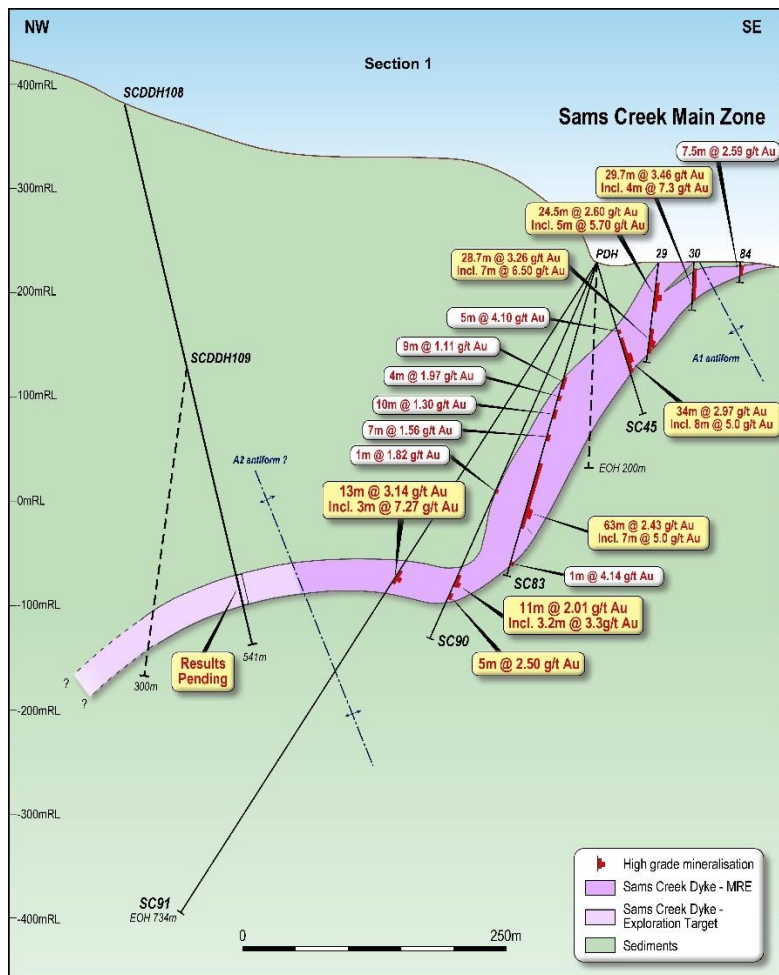 NW
SE
Section 1
400mRL
SCDDH108
Sams Creek Main Zone
7.5m @ 2.59 g/t Au
29.7m @ 3.46 g/t Au
Incl. 4m @ 7.3 g/t Au
300mRL
24.5m @ 2.60 g/t Au
Incl. 5m @ 5.70 g/t Au
28.7m @ 3.26 g/t Au
Incl. 7m @ 6.50 g/t Au
PDH
29
30
84
200mRL
5m @ 4.10 g/t Au
9m @ 1.11 g/t Au
A1 antiform
SCDDH109
4m @ 1.97 g/t Au
100mRL
10m @ 1.30 g/t Au
34m @ 2.97 g/t Au
Incl. 8m @ 5.0 g/t Au
SC45
7m @ 1.56 g/t Au
1m @ 1.82 g/t Au
A2 antiform ?
EOH 200m
0mRL
13m @ 3.14 g/t Au
Incl. 3m @ 7.27 g/t Au
63m @ 2.43 g/t Au
Incl. 7m @ 5.0 g/t Au
1m @ 4.14 g/t Au
SC83
-100mRL
11m @ 2.01 g/t Au
Incl. 3.2m @ 3.3g/t Au
SC90
541m
Results
Pending
5m @ 2.50 g/t Au
?
300m
?
-200mRL
-300mRL
SC91
EOH 734m
-400mRL
0
250m
High grade mineralisation
Sams Creek Dyke - MRE
Sams Creek Dyke -
Exploration Target
Sediments